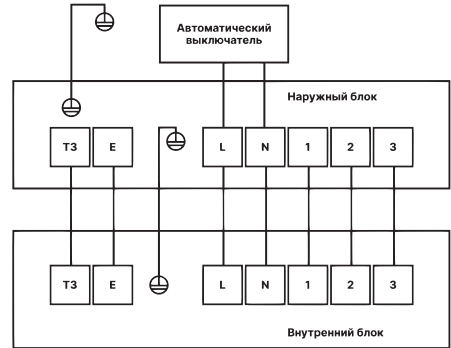 Автоматический
выключатель
Наружный блок
T3 E L N 1 2 3
T3 E L N 1 2 3
Внутренний блок